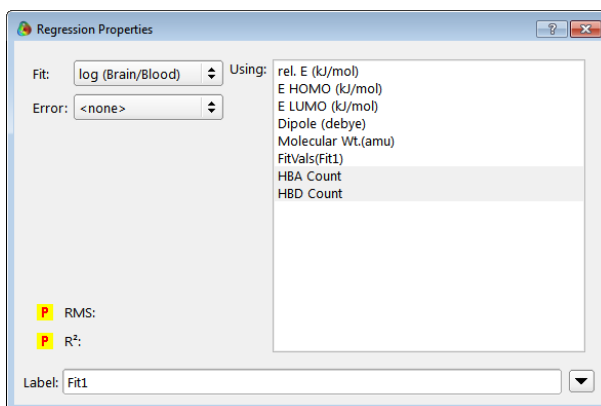 Regression Properties
Fit: log (Brain/Blood)
Error: <none>
Using: rel. E (kJ/mol)
E HOMO (kJ/mol)
E LUMO (kJ/mol)
Dipole (debye)
Molecular Wt.(amu)
FitVals(Fit1)
HBA Count
HBD Count
P RMS:
P R²:
Label: Fit1